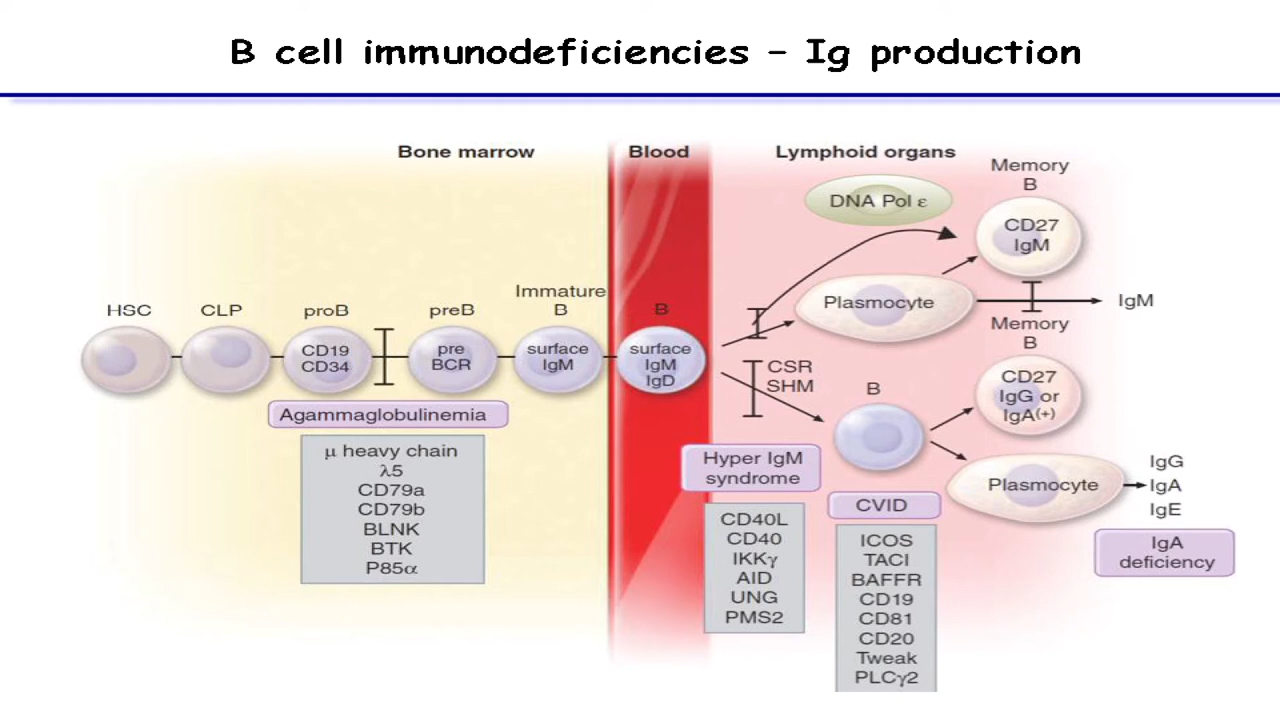 B cell immunodeficiencies – Ig production
Bone marrow
Blood
Lymphoid organs
HSC
CLP
proB
CD19
CD34
preB
pre
BCR
Immature
B
surface
IgM
B
surface
IgM
IgD
DNA Pol ε
Memory
B
CD27
IgM
Plasmocyte
IgM
CSR
SHM
B
Memory
B
CD27
IgG or
IgA(+)
Plasmocyte
IgG
IgA
IgE
Agammaglobulinemia
μ heavy chain
λ5
CD79a
CD79b
BLNK
BTK
P85α
Hyper IgM
syndrome
CD40L
CD40
IKKγ
AID
UNG
PMS2
CVID
ICOS
TACI
BAFFR
CD19
CD81
CD20
Tweak
PLCγ2
IgA
deficiency